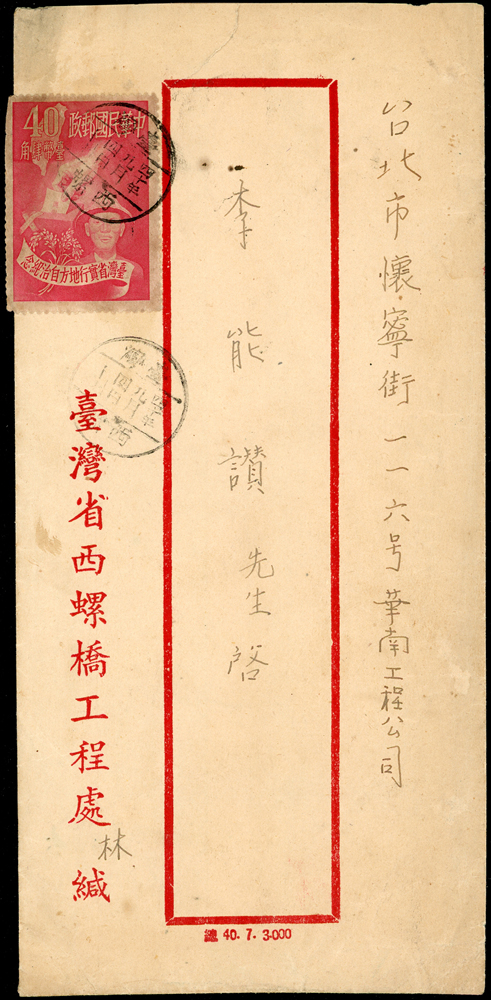 台北市懷寧街一一六号華南工程公司
李能讚先生啓
中華民國郵政
40
臺幣肆角
臺灣省實行地方自治紀念
臺灣省西螺橋工程處
林
緘
40. 7. 3-000